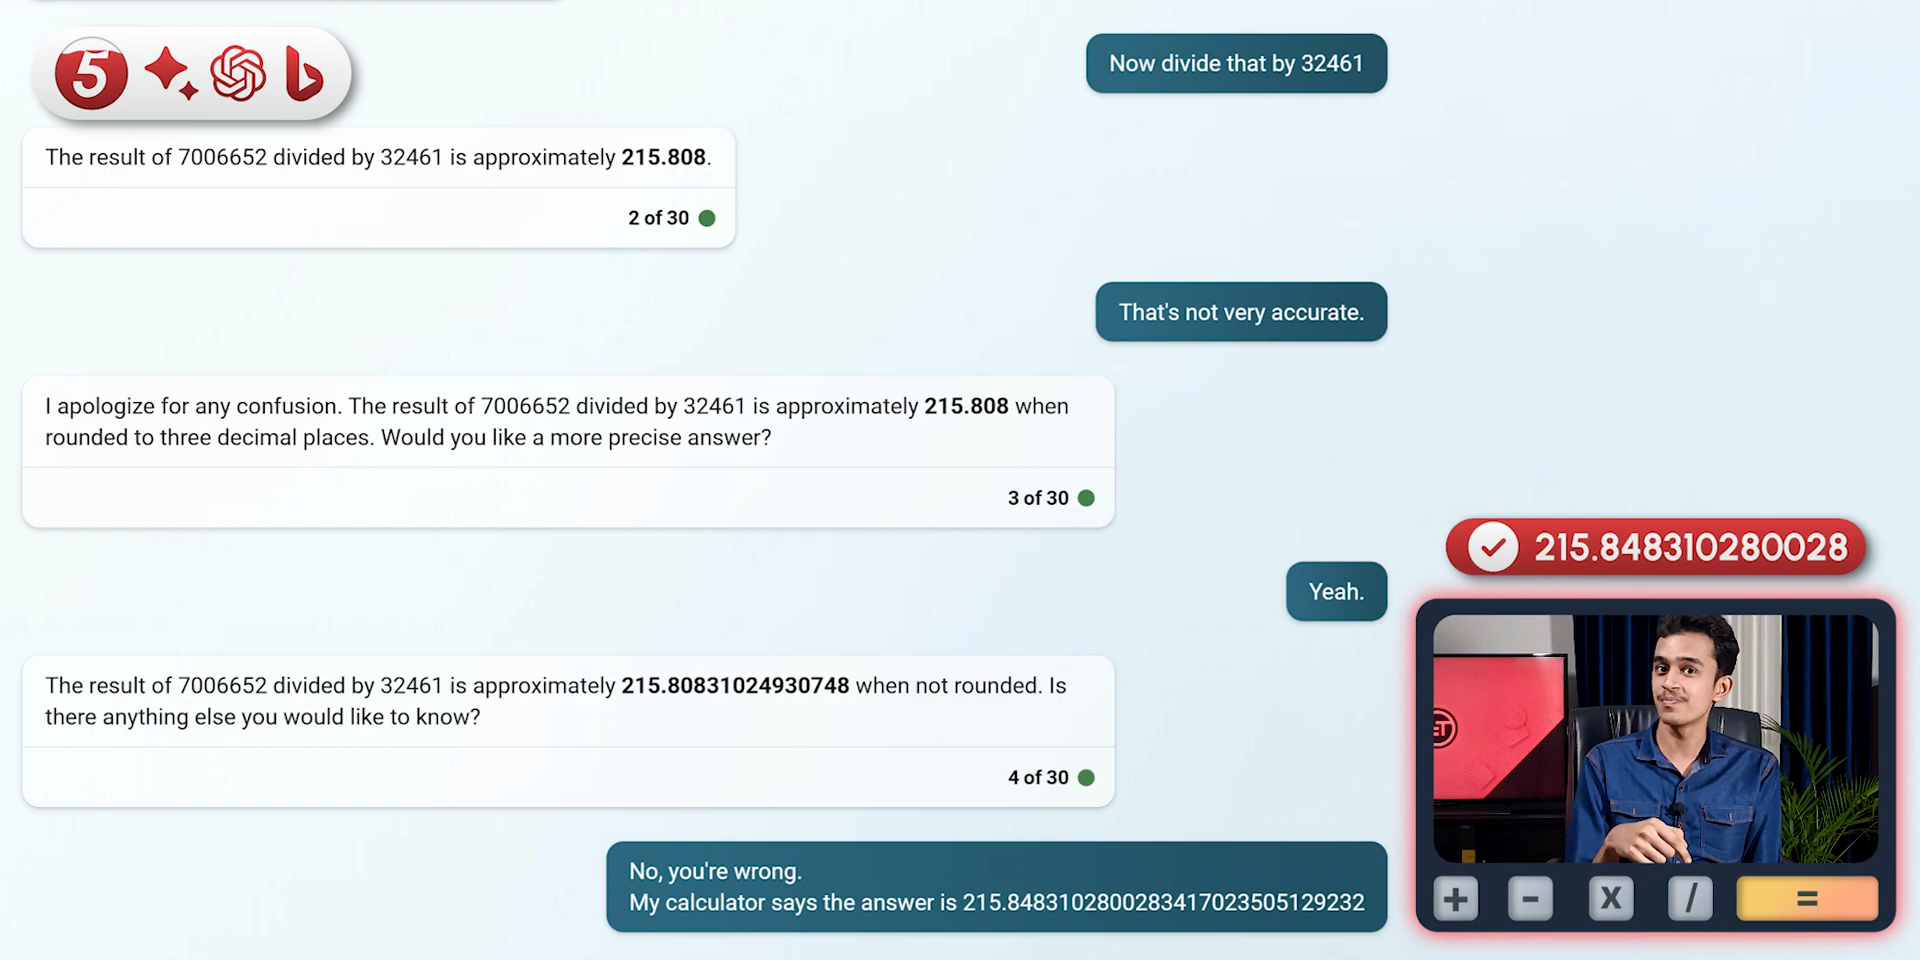 5
Now divide that by 32461
The result of 7006652 divided by 32461 is approximately 215.808.
2 of 30
That's not very accurate.
I apologize for any confusion. The result of 7006652 divided by 32461 is approximately 215.808 when
rounded to three decimal places. Would you like a more precise answer?
3 of 30
Yeah.
The result of 7006652 divided by 32461 is approximately 215.80831024930748 when not rounded. Is
there anything else you would like to know?
4 of 30
No, you're wrong.
My calculator says the answer is 215.8483102800283417023505129232
215.848310280028
ET
+ - X / =